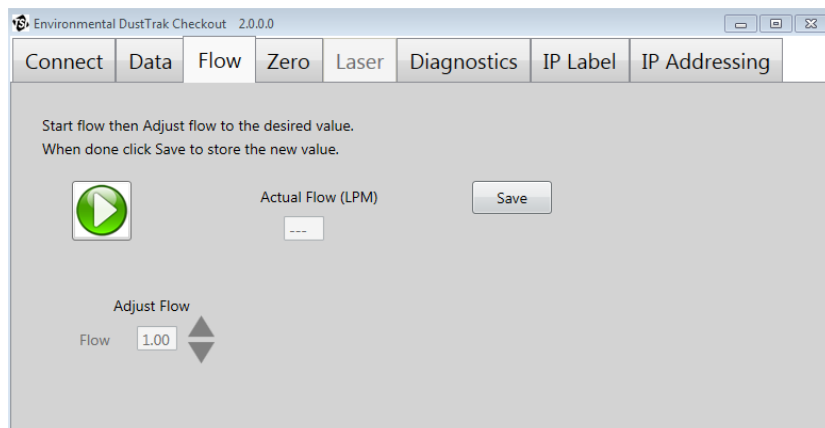 TSI Environmental DustTrak Checkout 2.0.0.0
Connect Data Flow Zero Laser Diagnostics IP Label IP Addressing
Start flow then Adjust flow to the desired value.
When done click Save to store the new value.
Actual Flow (LPM)
Save
---
Adjust Flow
Flow 1.00